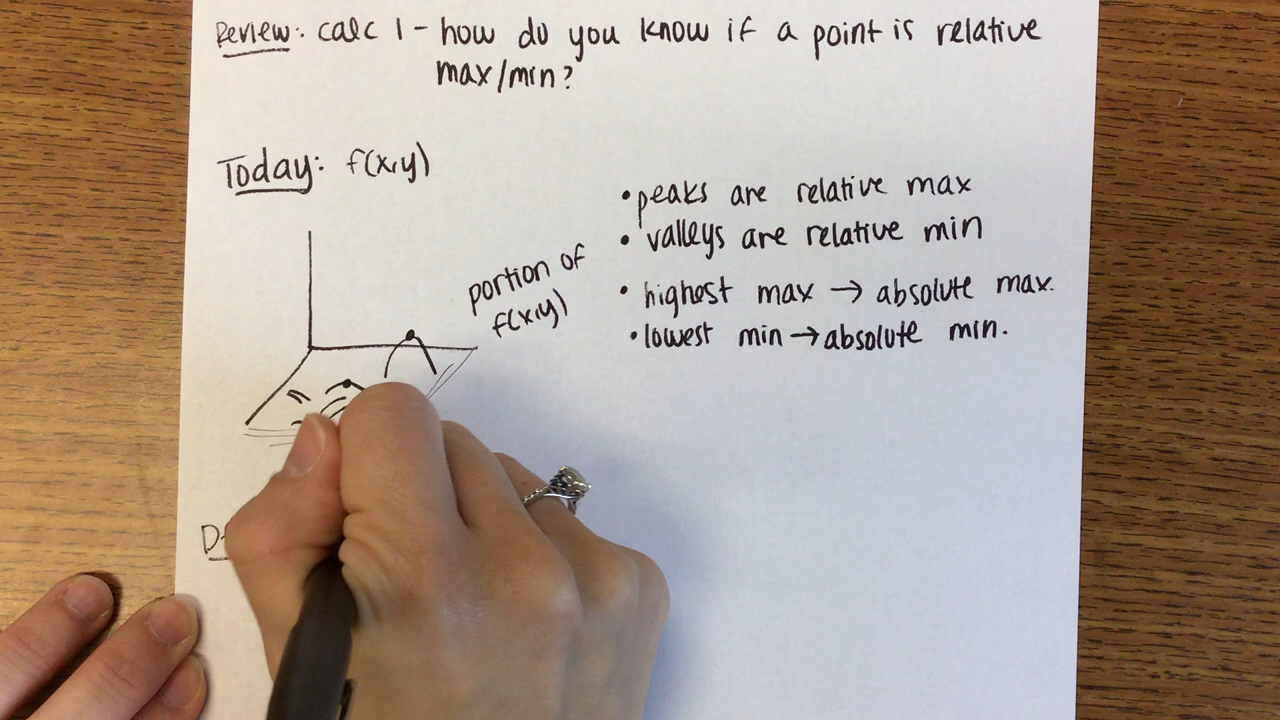 Review: calc 1 - how do you know if a point is relative
max/min?
Today: f(x,y)
• peaks are relative max
• valleys are relative min
• highest max → absolute max.
• lowest min → absolute min.
portion of
f(x,y)